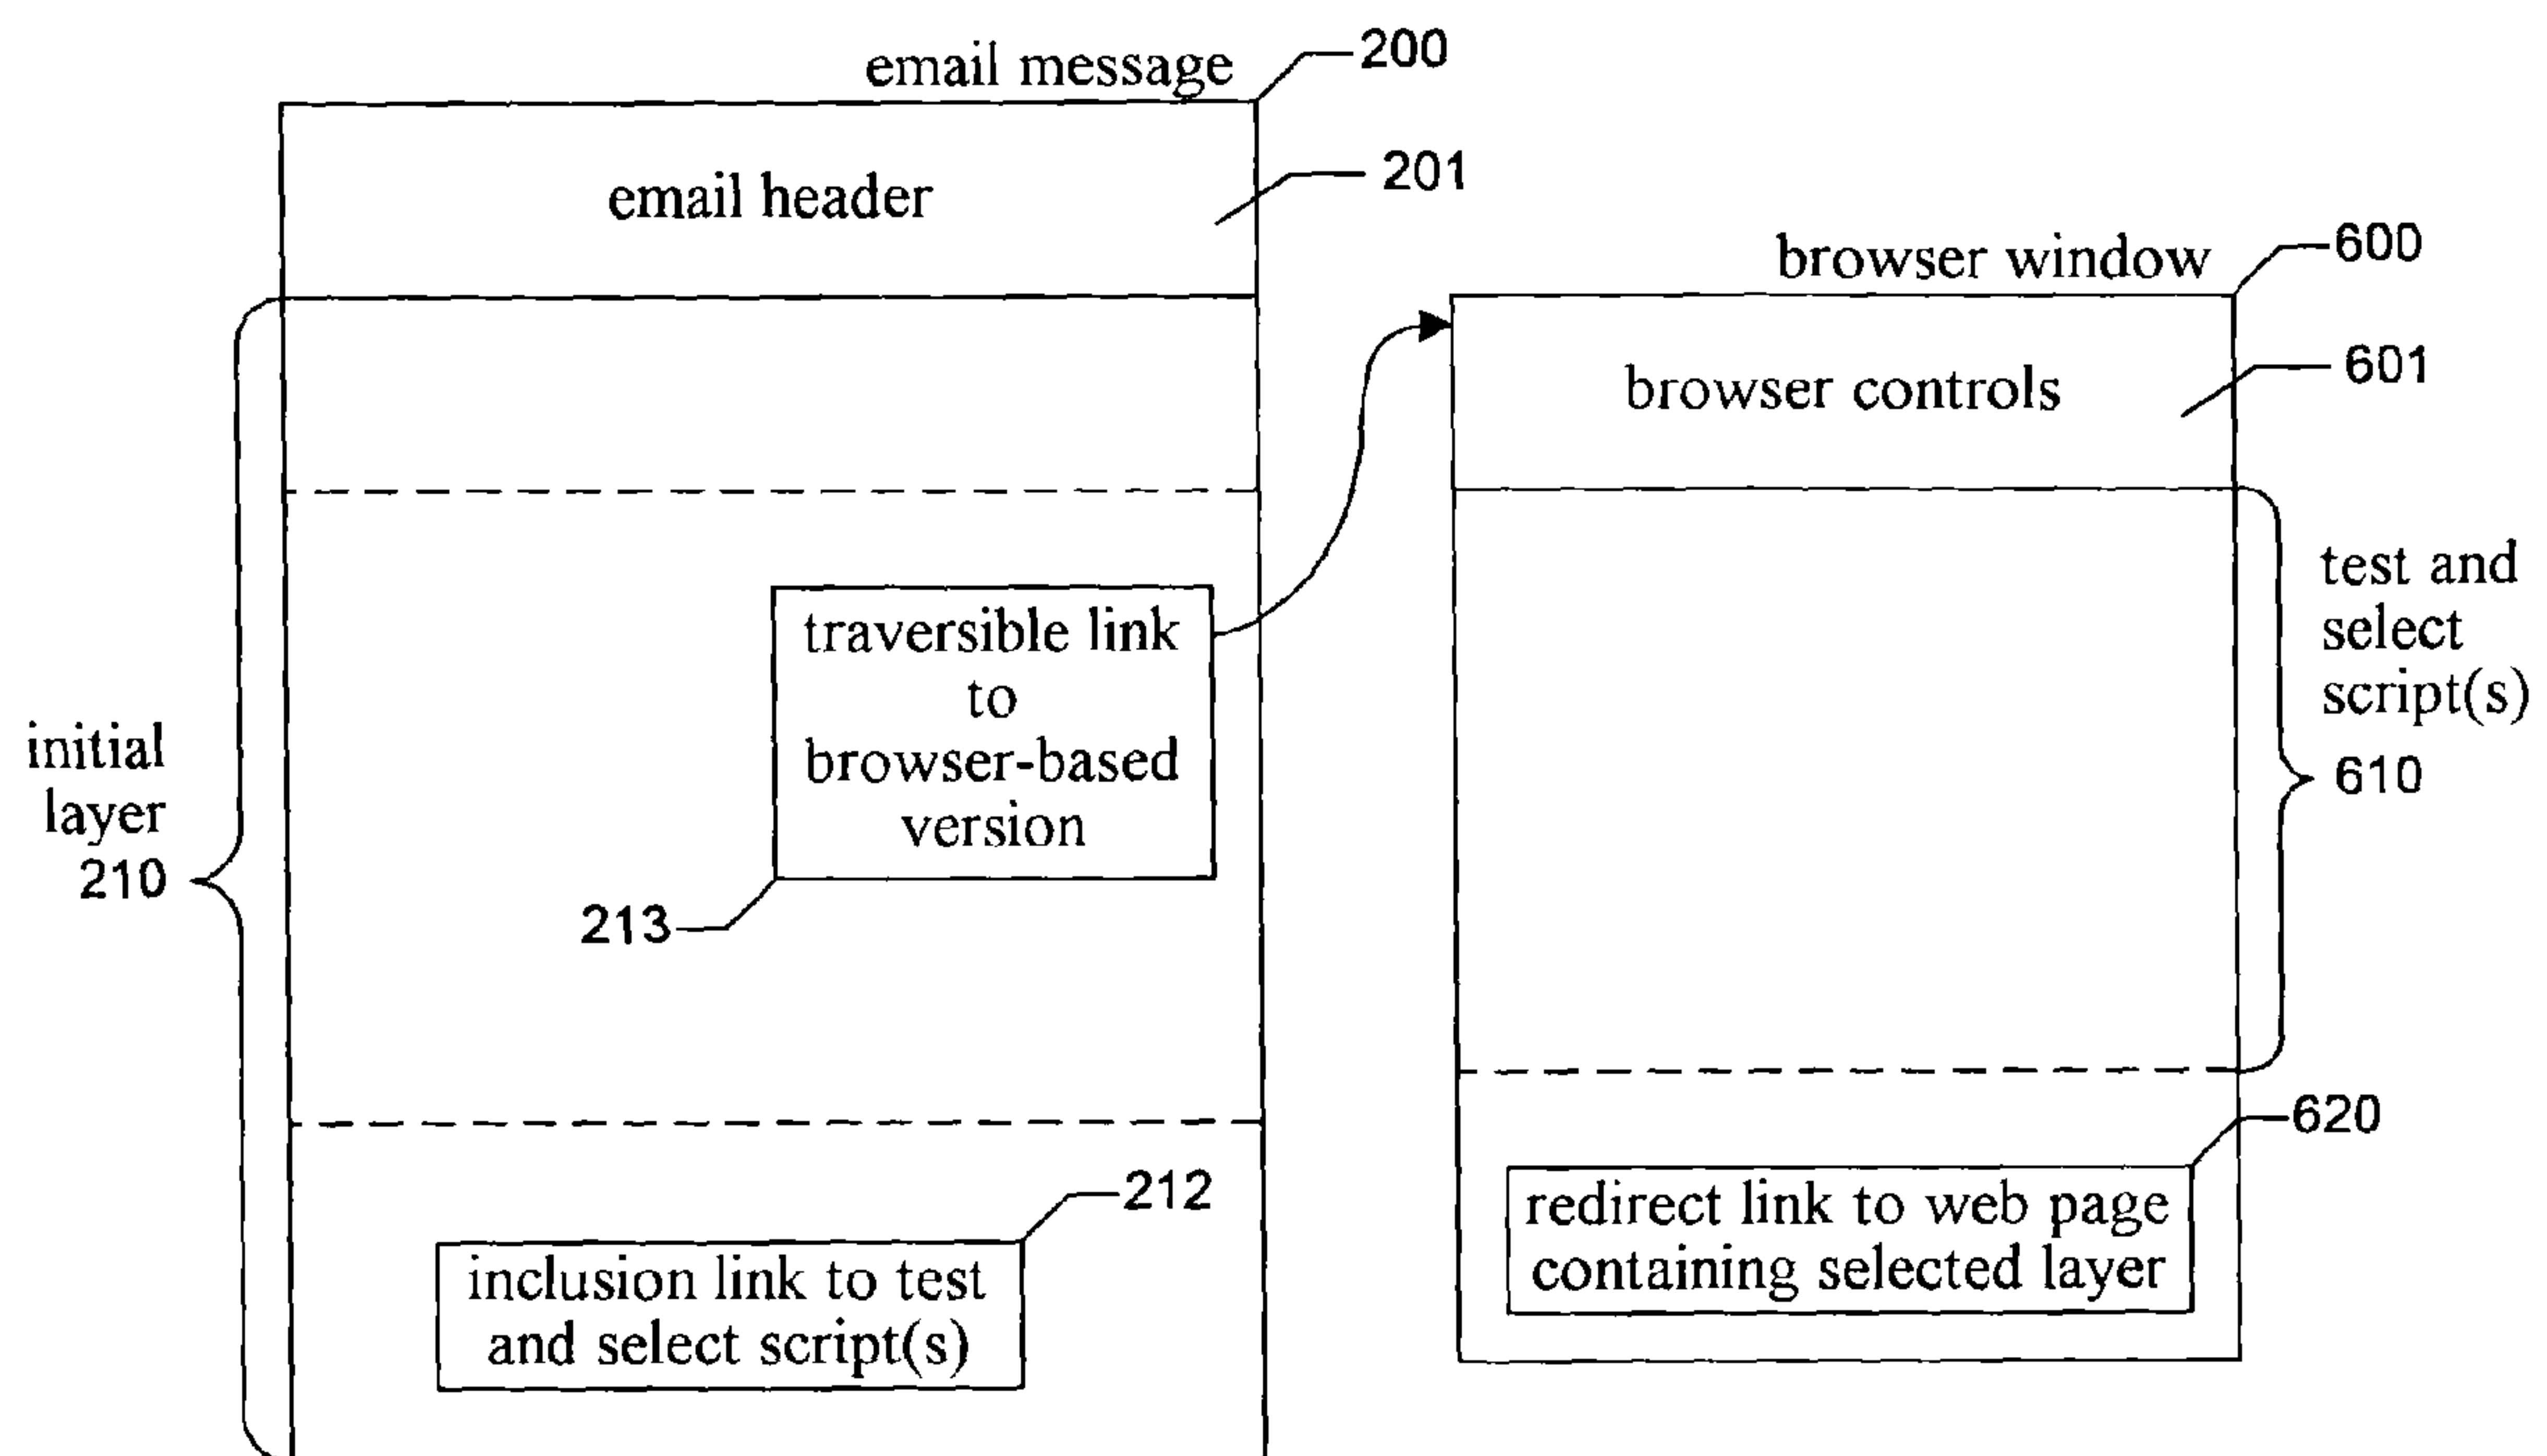 email message
200
email header
201
browser window
600
browser controls
601
traversible link
to
browser-based
version
213
test and
select
script(s)
610
initial
layer
210
620
redirect link to web page
containing selected layer
212
inclusion link to test
and select script(s)